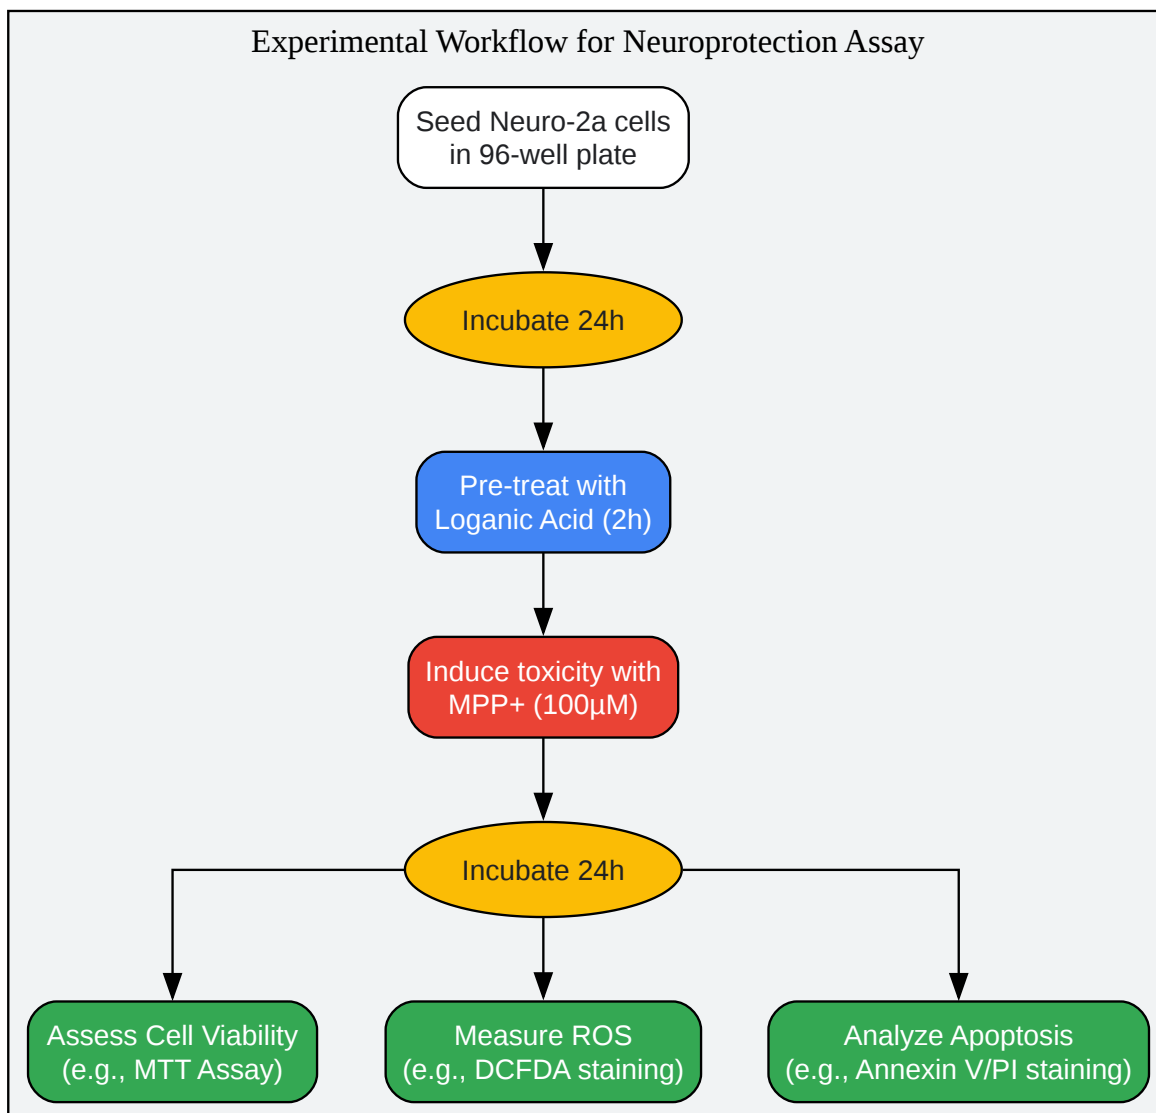 Experimental Workflow for Neuroprotection Assay
Seed Neuro-2a cells
in 96-well plate
Incubate 24h
Pre-treat with
Loganic Acid (2h)
Induce toxicity with
MPP+ (100µM)
Incubate 24h
Assess Cell Viability
(e.g., MTT Assay)
Measure ROS
(e.g., DCFDA staining)
Analyze Apoptosis
(e.g., Annexin V/PI staining)